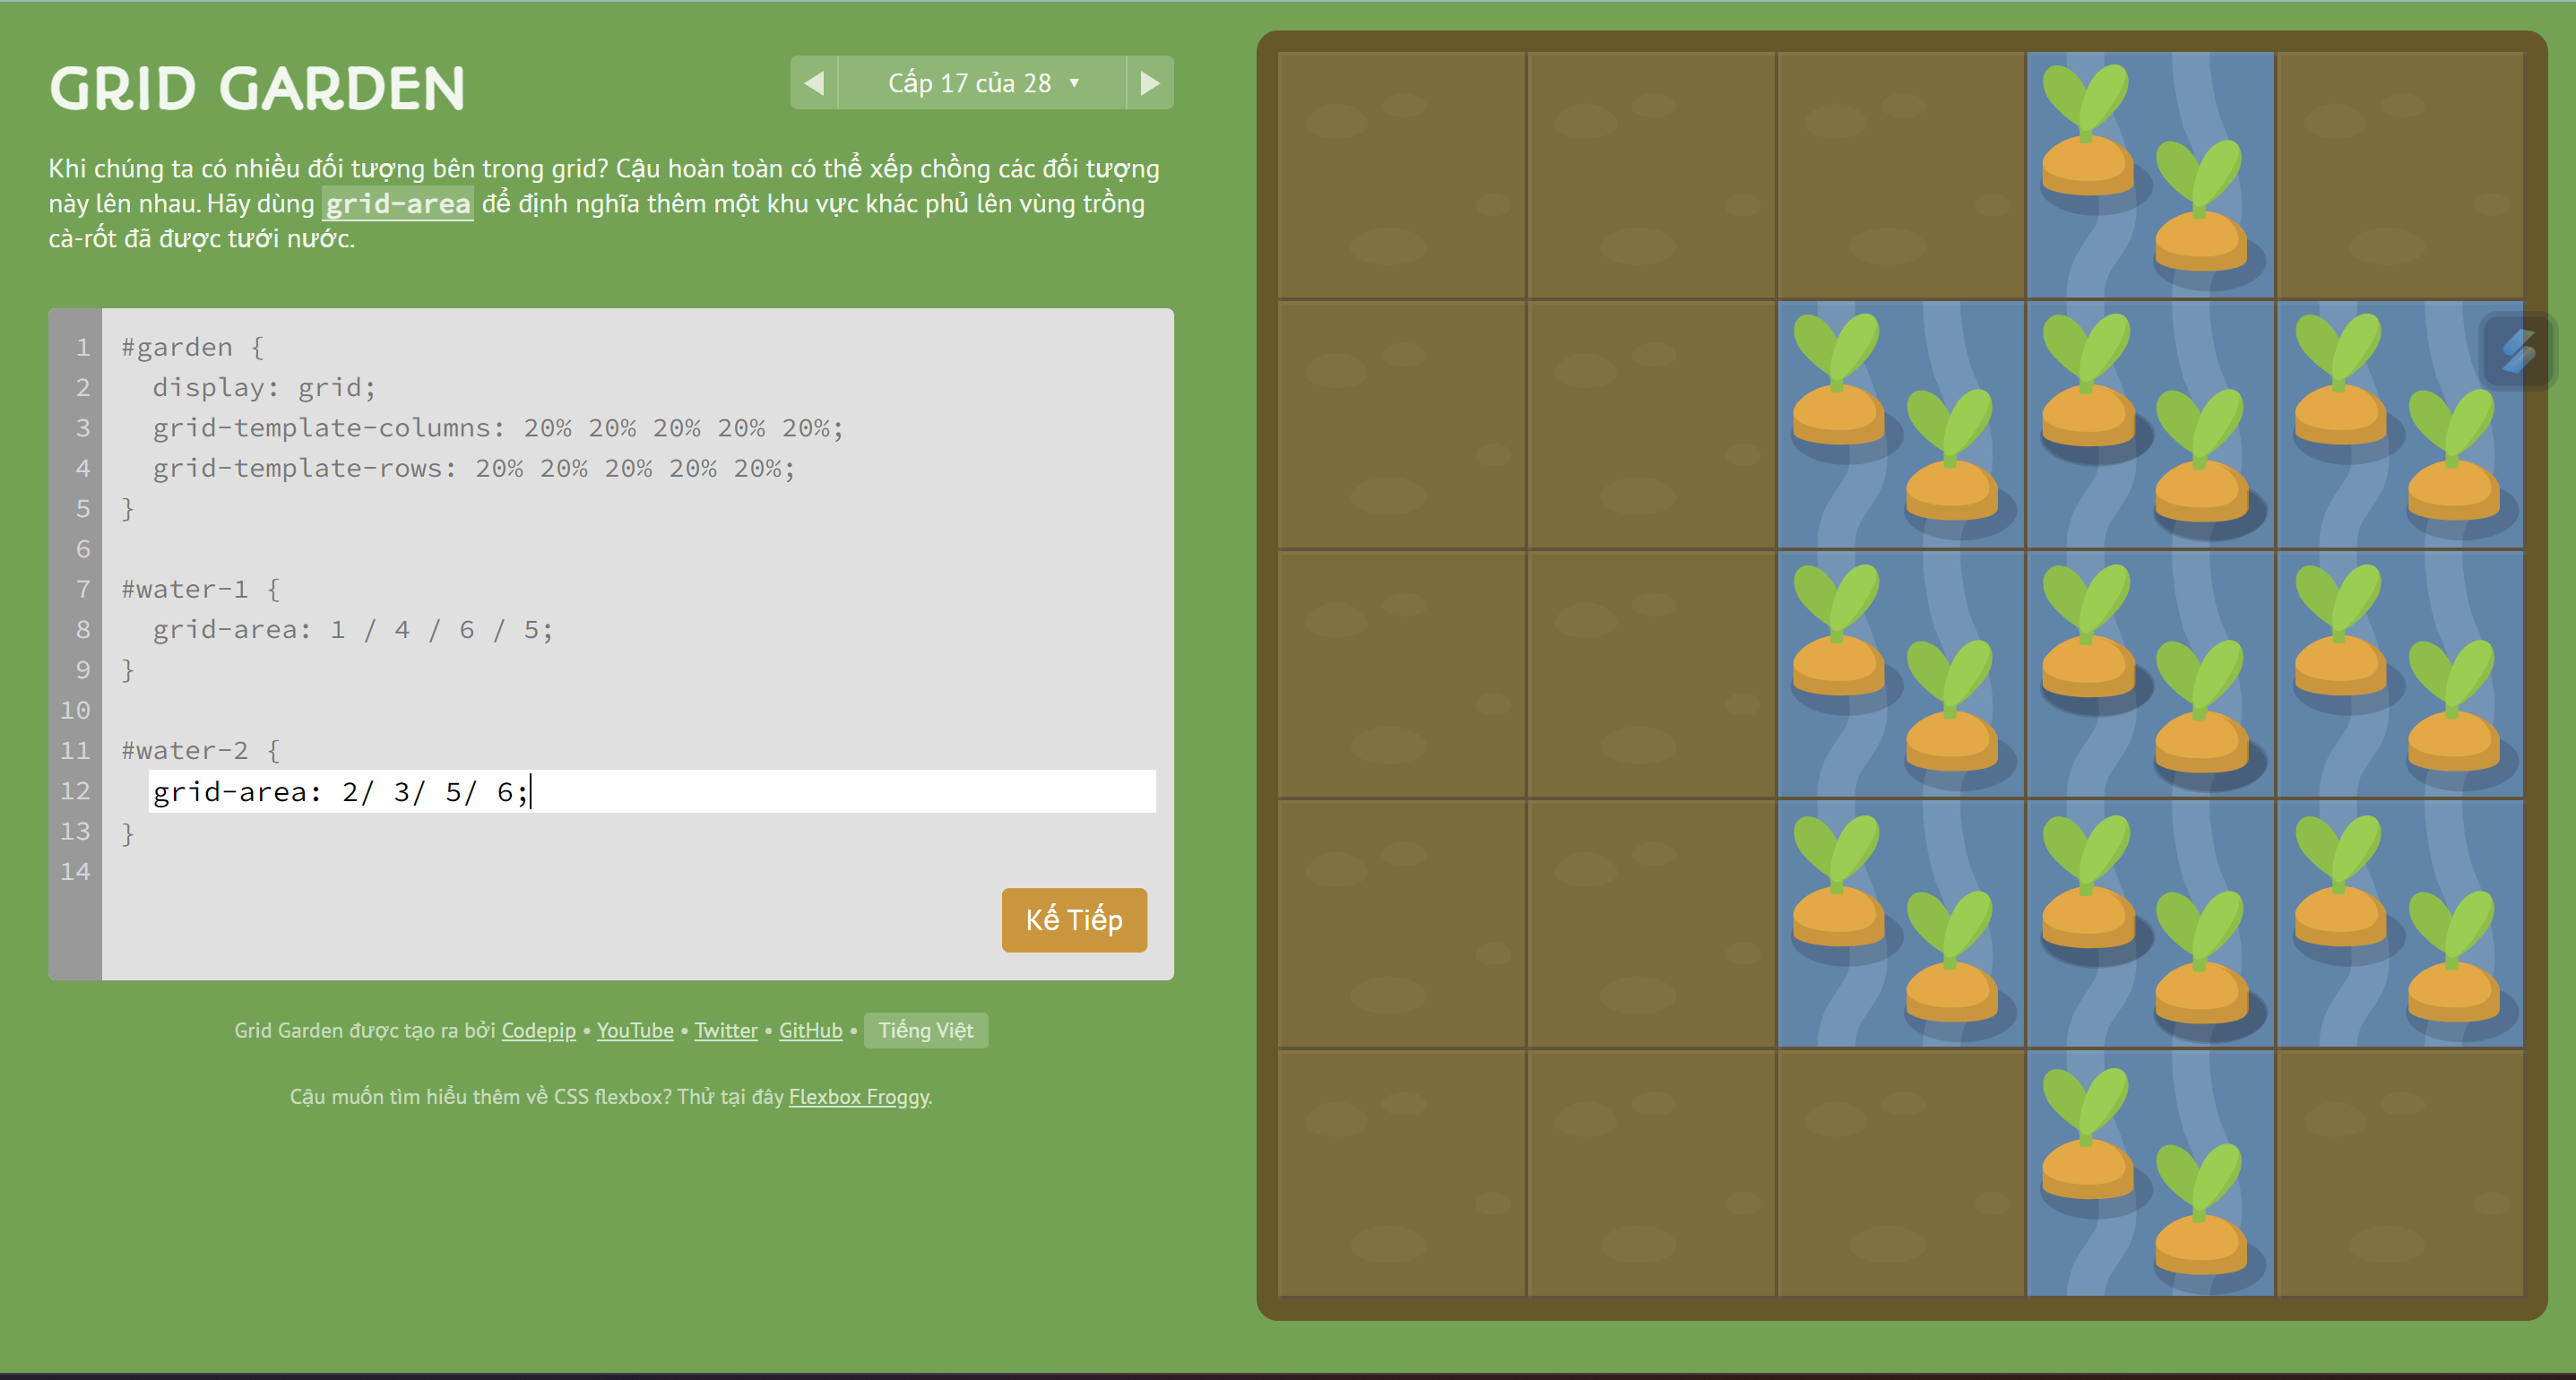 GRID GARDEN
◀ Cấp 17 của 28 ▼ ▶
Khi chúng ta có nhiều đối tượng bên trong grid? Cậu hoàn toàn có thể xếp chồng các đối tượng
này lên nhau. Hãy dùng grid-area để định nghĩa thêm một khu vực khác phủ lên vùng trồng
cà-rốt đã được tưới nước.
1 #garden {
2 display: grid;
3 grid-template-columns: 20% 20% 20% 20% 20%;
4 grid-template-rows: 20% 20% 20% 20% 20%;
5 }
6
7 #water-1 {
8 grid-area: 1 / 4 / 6 / 5;
9 }
10
11 #water-2 {
12 grid-area: 2/ 3/ 5/ 6;
13 }
14
Kế Tiếp
Grid Garden được tạo ra bởi Codepip • YouTube • Twitter • GitHub • Tiếng Việt
Cậu muốn tìm hiểu thêm về CSS flexbox? Thử tại đây Flexbox Froggy.